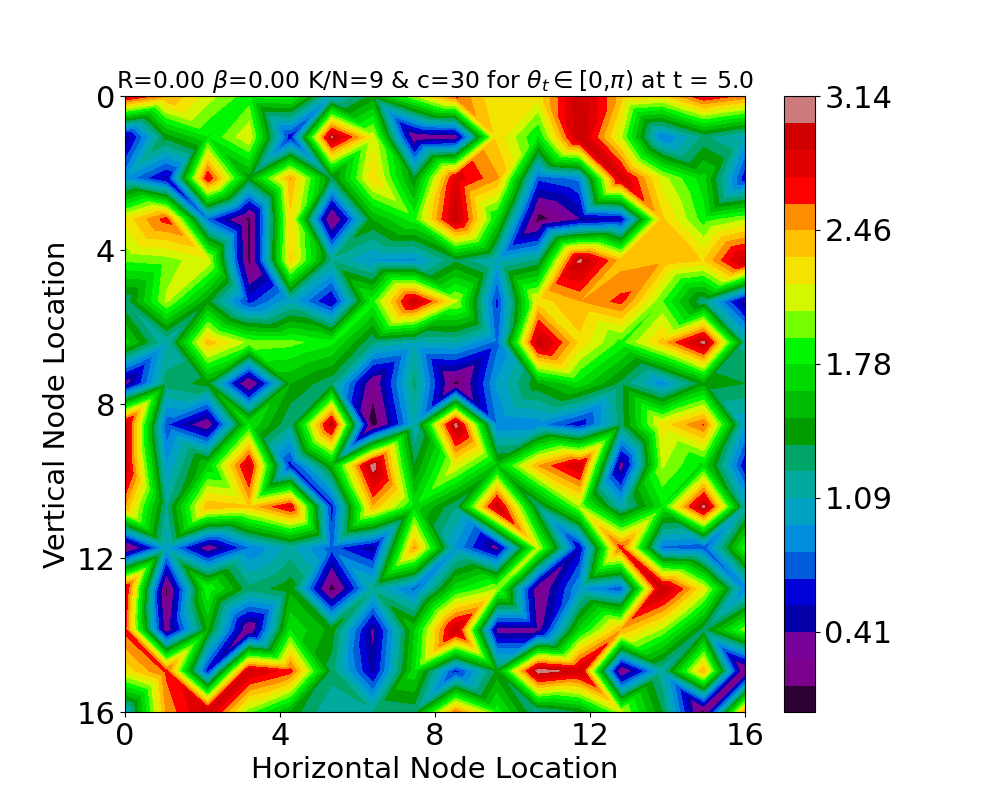 R=0.00 β=0.00 K/N=9 & c=30 for θₜ ∈ [0,π) at t = 5.0
0
4
8
12
16
Vertical Node Location
0 4 8 12 16
Horizontal Node Location
3.14
2.46
1.78
1.09
0.41